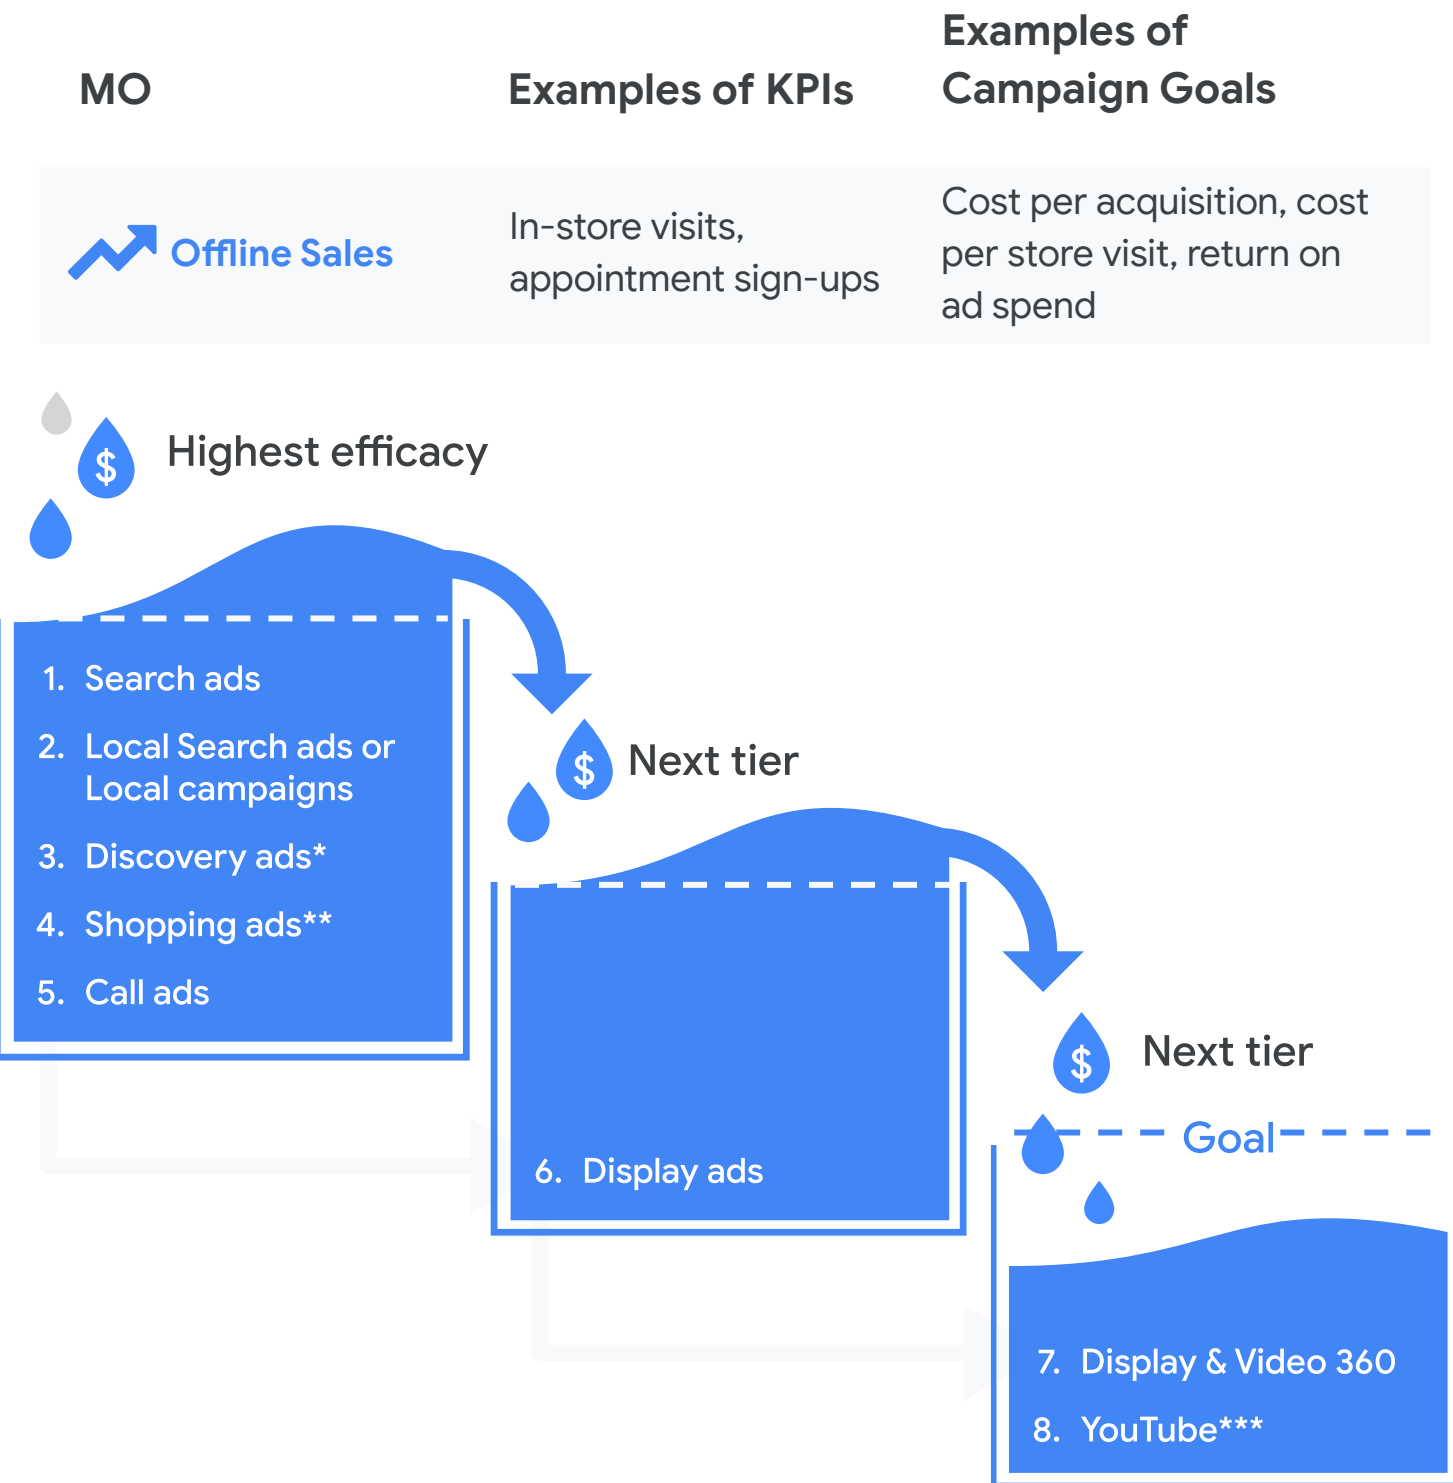 MO
Examples of KPIs
Examples of
Campaign Goals
Offline Sales
In-store visits,
appointment sign-ups
Cost per acquisition, cost
per store visit, return on
ad spend
$
Highest efficacy
1. Search ads
2. Local Search ads or
Local campaigns
3. Discovery ads*
4. Shopping ads**
5. Call ads
$
Next tier
6. Display ads
$
Next tier
Goal
7. Display & Video 360
8. YouTube***